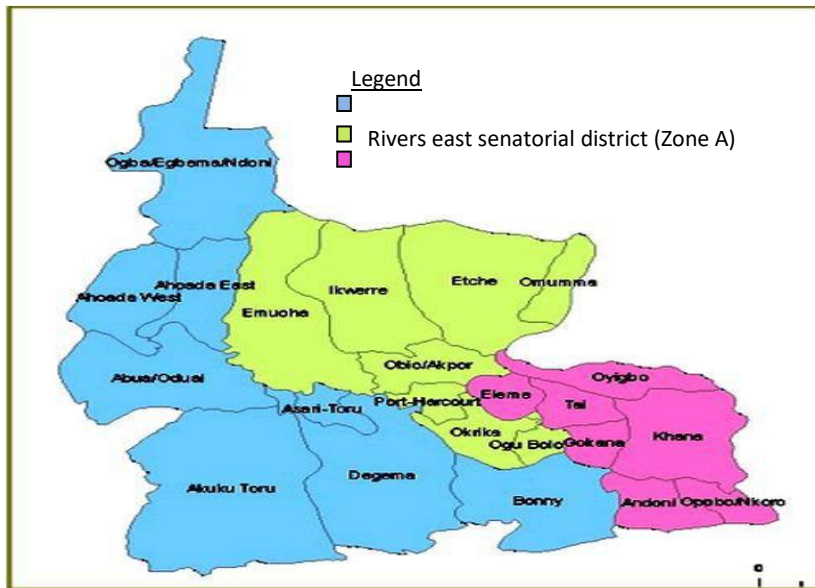 Legend
Rivers east senatorial district (Zone A)
Ogba/Egbema/Ndoni
Ahoada East
Ahoada West
Emuoha
Ikwerre
Etche
Omumma
Abua/Odual
Obio/Akpor
Oyigbo
Asari-Toru
Port-Harcourt
Eleme
Tai
Okrika
Ogu Bolo
Gokana
Khana
Akuku Toru
Degema
Bonny
Andoni
Opobo/Nkoro
0